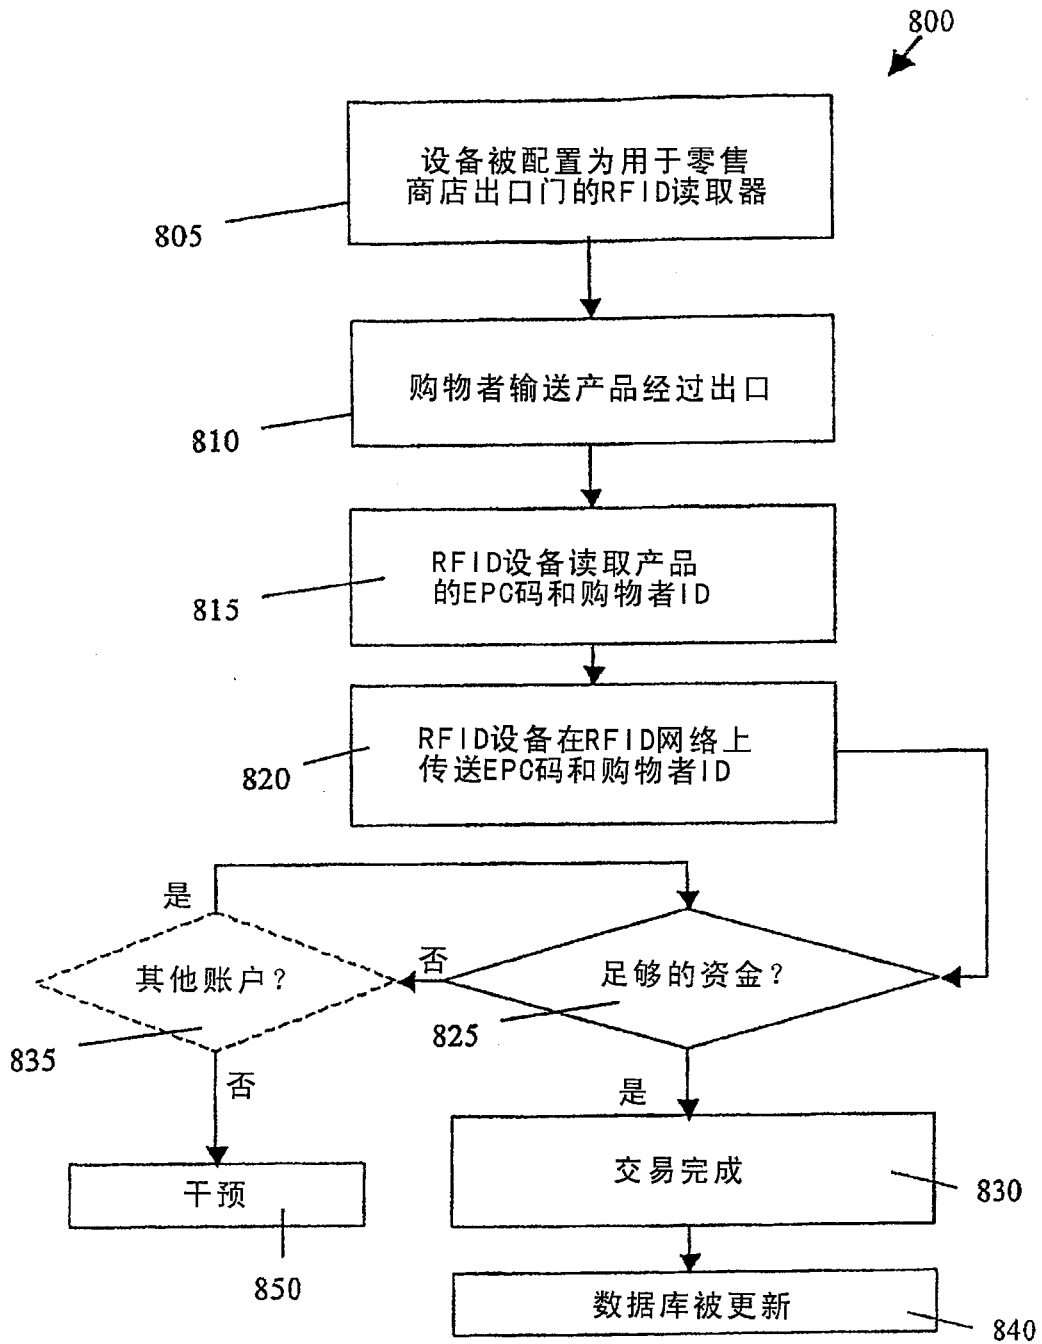 800
设备被配置为用于零售
商店出口门的RFID读取器
805
购物者输送产品经过出口
810
RFID设备读取产品
的EPC码和购物者ID
815
RFID设备在RFID网络上
传送EPC码和购物者ID
820
是
其他账户？
否
足够的资金？
825
835
否
是
交易完成
830
干预
850
数据库被更新
840